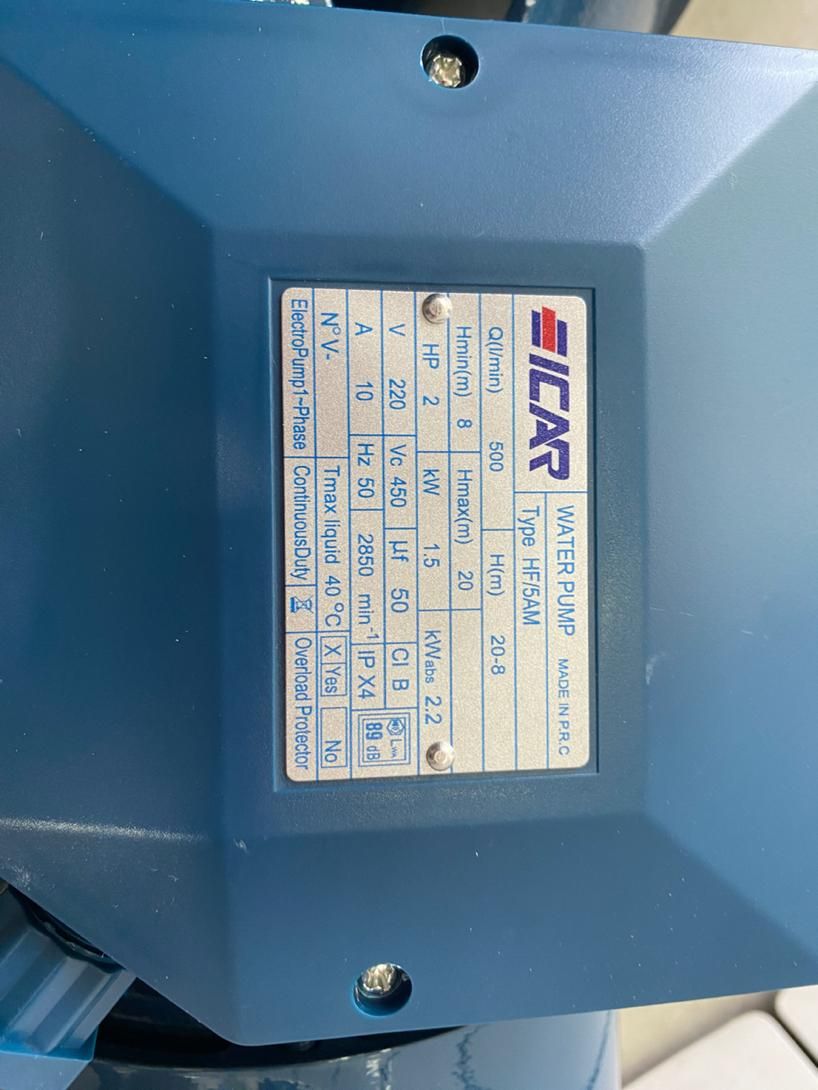 ICAR
WATER PUMP MADE IN P.R.C
Type HF/5AM
Q(l/min) 500 H(m) 20-8
Hmin(m) 8 Hmax(m) 20
HP 2 kW 1.5 kWabs 2.2
V 220 Vc 450 µf 50 Cl B
A 10 Hz 50 2850 min⁻¹ IP X4
LWA 89 dB
N° V- Tmax liquid 40 °C X Yes No
ElectroPump1~Phase ContinuousDuty Overload Protector